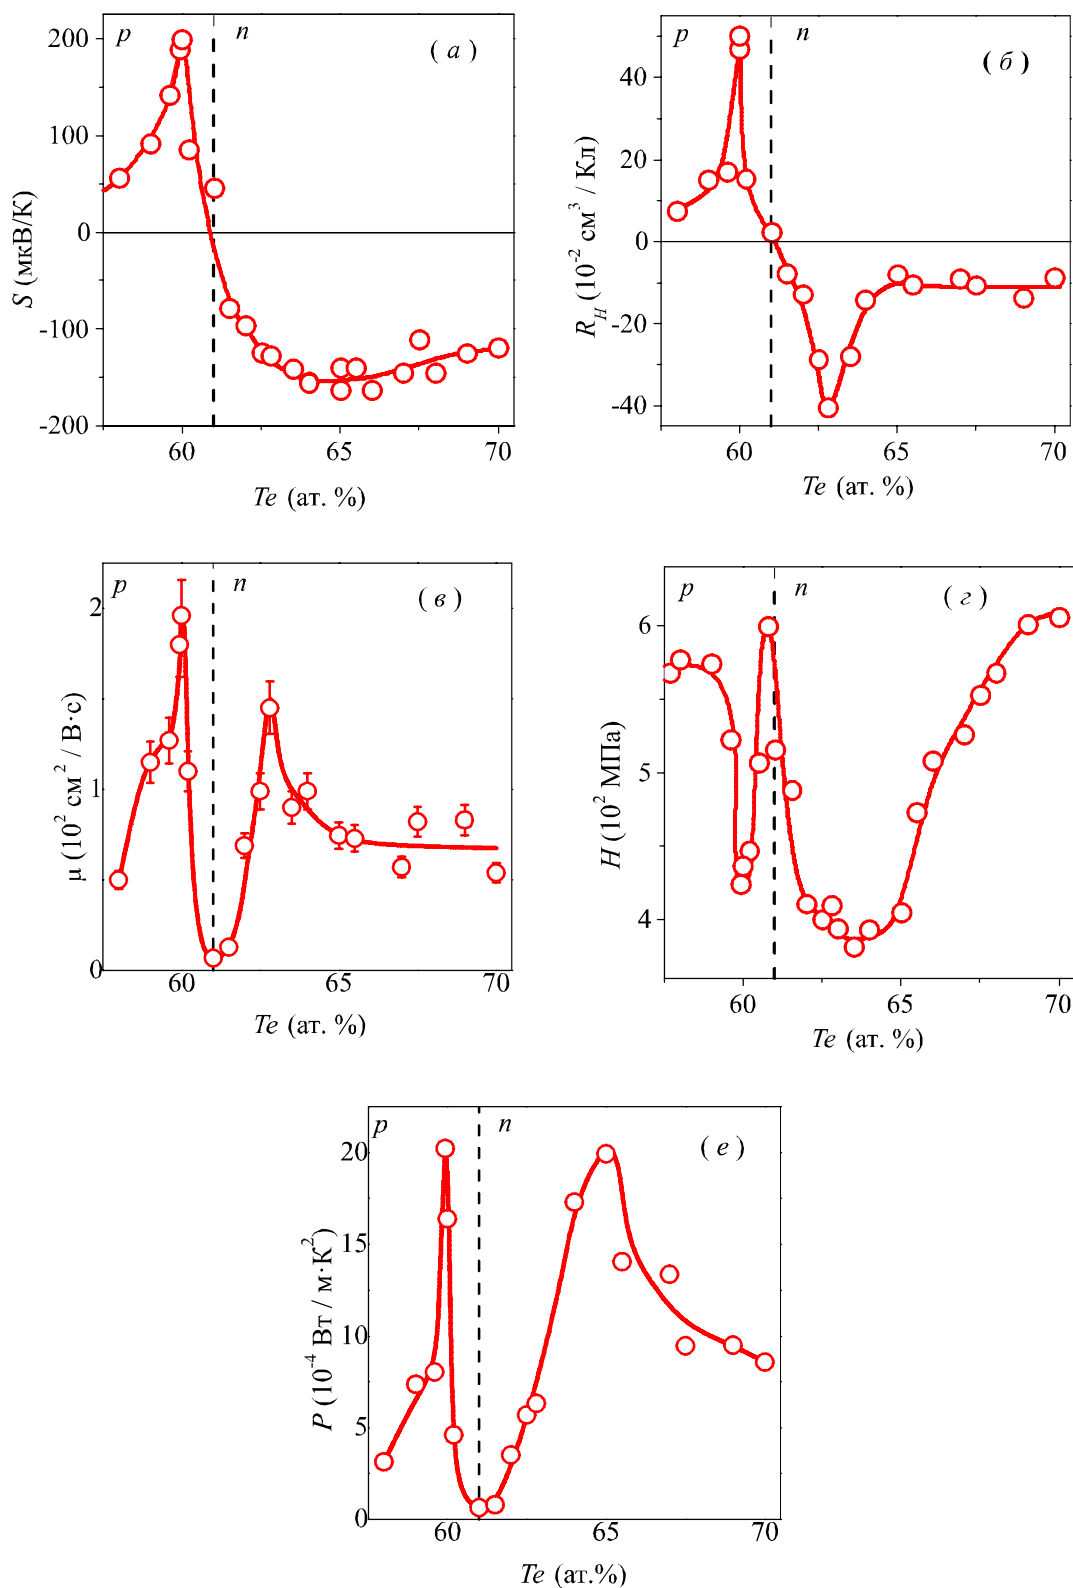 p
n
( а )
200
100
0
-100
-200
S (мкВ/К)
60
65
70
Te (ат. %)
p
n
( б )
40
20
0
-20
-40
R_H (10^-2 см^3 / Кл)
60
65
70
Te (ат. %)
p
n
( в )
2
1
0
μ (10^2 см^2 / В·с)
60
65
70
Te (ат. %)
p
n
( г )
6
5
4
H (10^2 МПа)
60
65
70
Te (ат. %)
p
n
( е )
20
15
10
5
0
P (10^-4 Вт / м·К^2)
60
65
70
Te (ат.%)